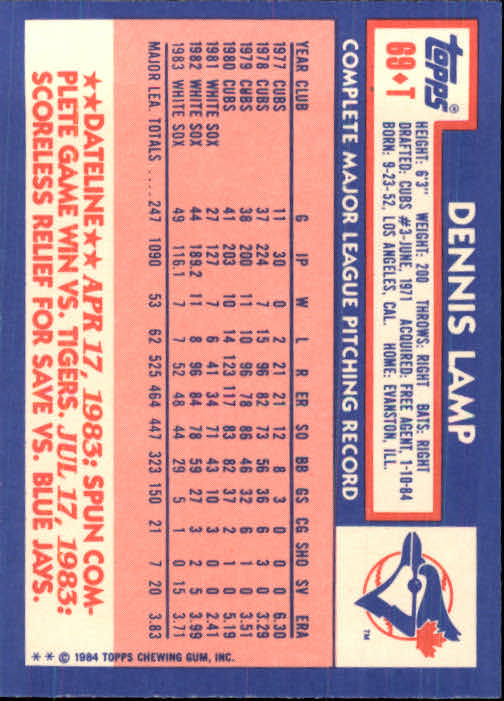 topps®
69♦T
DENNIS LAMP
HEIGHT: 6'3" WEIGHT: 200 THROWS: RIGHT BATS: RIGHT
DRAFTED: CUBS #3-JUNE, 1971 ACQUIRED: FREE AGENT, 1-10-84
BORN: 9-23-52, LOS ANGELES, CAL. HOME: EVANSTON, ILL.
COMPLETE MAJOR LEAGUE PITCHING RECORD
TM
YEAR CLUB G IP W L R ER SO BB GS CG SHO SV ERA
1977 CUBS 11 30 0 2 21 21 12 8 3 0 0 0 6.30
1978 CUBS 37 224 7 15 96 82 73 56 36 6 3 0 3.29
1979 CUBS 38 200 11 10 96 78 86 46 32 6 1 0 3.51
1980 CUBS 41 203 10 14 123 117 83 82 37 2 1 0 5.19
1981 WHITE SOX 27 127 7 6 41 34 71 43 10 3 0 0 2.41
1982 WHITE SOX 44 189.2 11 8 96 84 78 59 27 3 2 5 3.99
1983 WHITE SOX 49 116.1 7 7 52 48 44 29 5 1 0 15 3.71
MAJOR LEA. TOTALS .... 247 1090 53 62 525 464 447 323 150 21 7 20 3.83
★★DATELINE★★ APR 17, 1983: SPUN COM-
PLETE GAME WIN VS. TIGERS. JUL 17, 1983:
SCORELESS RELIEF FOR SAVE VS. BLUE JAYS.
** © 1984 TOPPS CHEWING GUM, INC.